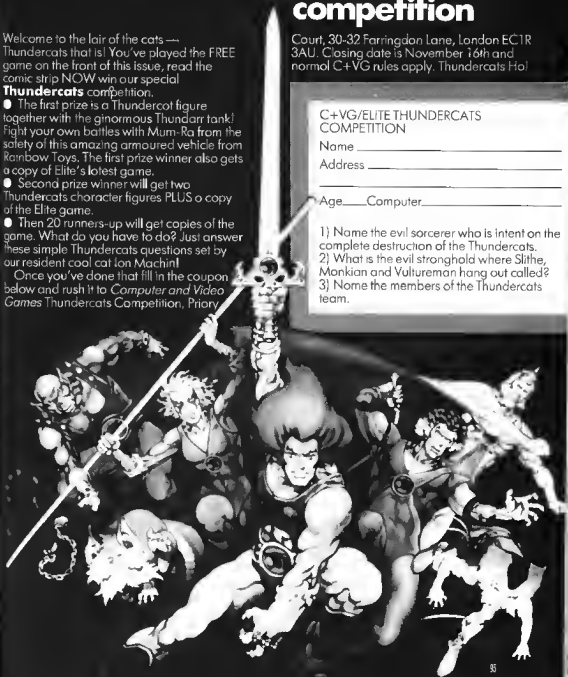 competition
Welcome to the lair of the cats —
Thundercats that is! You've played the FREE
game on the front of this issue, read the
comic strip NOW win our special
Thundercats competition.
● The first prize is a Thundercat figure
together with the ginormous Thundarr tank!
Fight your own battles with Mum-Ra from the
safety of this amazing armoured vehicle from
Rainbow Toys. The first prize winner also gets
a copy of Elite's latest game.
● Second prize winner will get two
Thundercats character figures PLUS a copy
of the Elite game.
● Then 20 runners-up will get copies of the
game. What do you have to do? Just answer
these simple Thundercats questions set by
our resident cool cat Ion Machin!
Once you've done that fill in the coupon
below and rush it to Computer and Video
Games Thundercats Competition, Priory
Court, 30-32 Farringdon Lane, London EC1R
3AU. Closing date is November 16th and
normal C+VG rules apply. Thundercats Ho!
C+VG/ELITE THUNDERCATS
COMPETITION
Name
Address
Age Computer
1) Name the evil sorcerer who is intent on the
complete destruction of the Thundercats.
2) What is the evil stronghold where Slithe,
Monkian and Vultureman hang out called?
3) Name the members of the Thundercats
team.
95